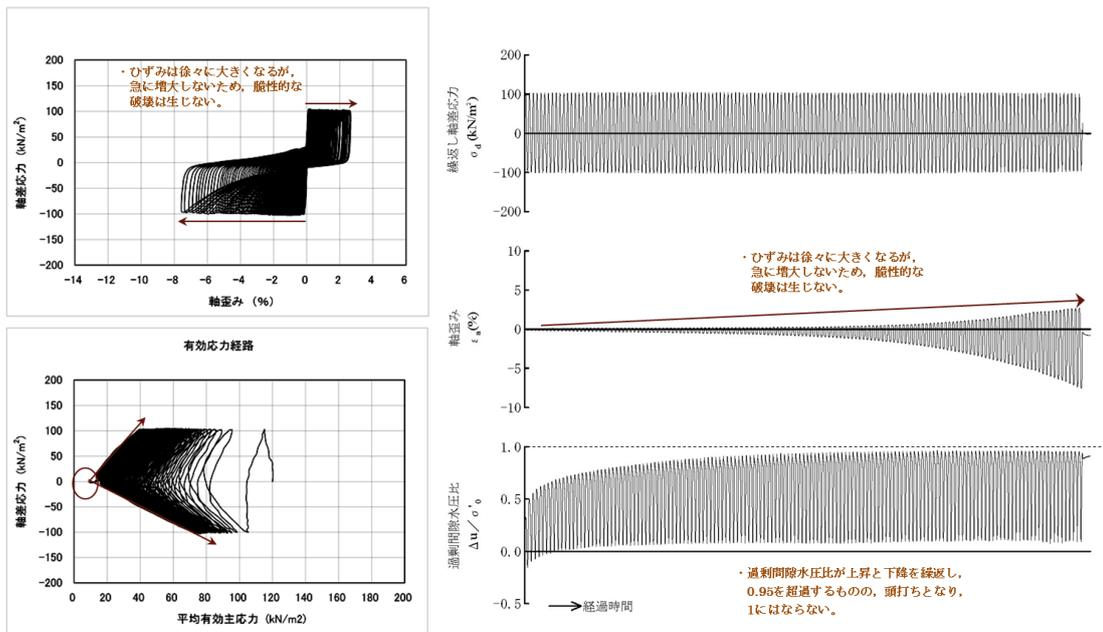 ・ひずみは徐々に大きくなるが，
急に増大しないため，脆性的な
破壊は生じない。
軸差応力 (kN/m²)
200
150
100
50
0
−50
−100
−150
−200
−14 −12 −10 −8 −6 −4 −2 0 2 4 6
軸歪み （%）
有効応力経路
軸差応力 (kN/m²)
200
150
100
50
0
−50
−100
−150
−200
0 20 40 60 80 100 120 140 160 180 200
平均有効主応力 (kN/m2)
繰返し軸差応力
σd (kN/m²)
200
100
0
−100
−200
・ひずみは徐々に大きくなるが，
急に増大しないため，脆性的な
破壊は生じない。
軸歪み
εa(%)
10
5
0
−5
−10
過剰間隙水圧比
Δu／σ'o
1.0
0.5
0.0
−0.5
経過時間
・過剰間隙水圧比が上昇と下降を繰返し，
0.95を超過するものの，頭打ちとなり，
1にはならない。